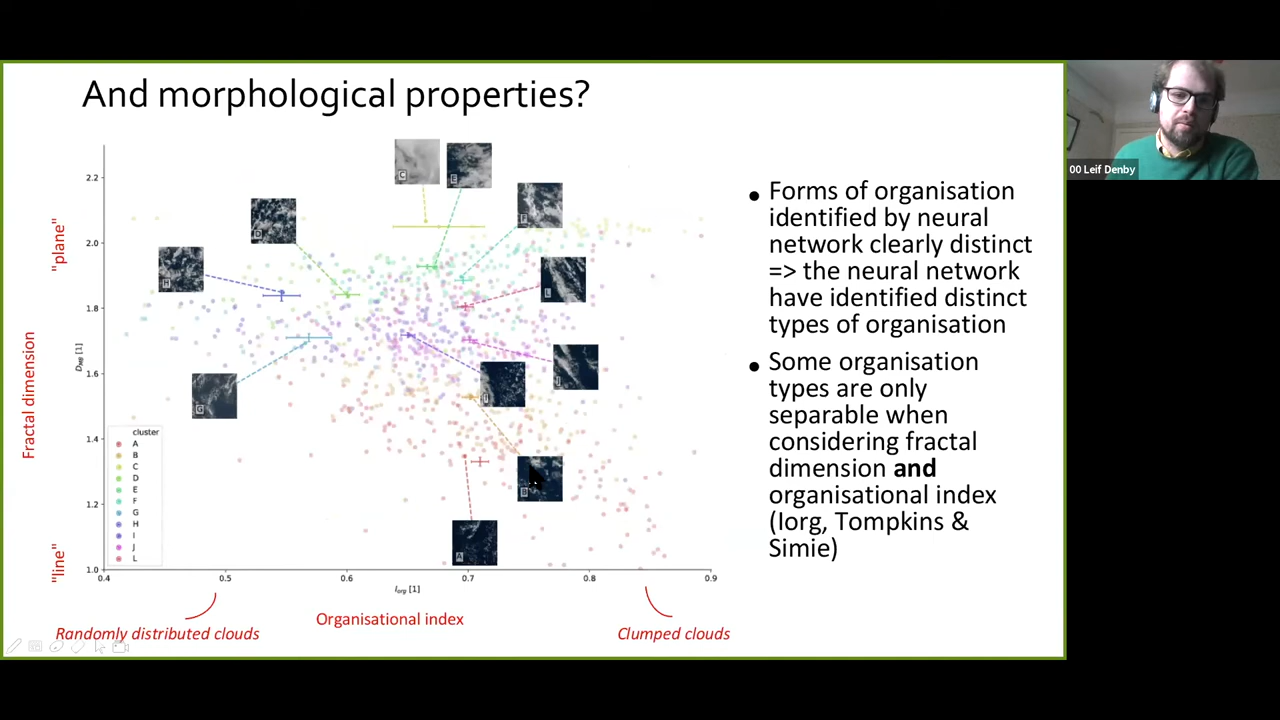 And morphological properties?
00 Leif Denby
"plane"
Fractal dimension
"line"
2.2
2.0
1.8
1.6
1.4
1.2
1.0
0.4
0.5
0.6
0.7
0.8
0.9
I_org [1]
C
E
D
F
H
L
J
I
G
B
A
cluster
A
B
C
D
E
F
G
H
I
J
L
Organisational index
Randomly distributed clouds
Clumped clouds
• Forms of organisation
identified by neural
network clearly distinct
=> the neural network
have identified distinct
types of organisation
• Some organisation
types are only
separable when
considering fractal
dimension and
organisational index
(Iorg, Tompkins &
Simie)